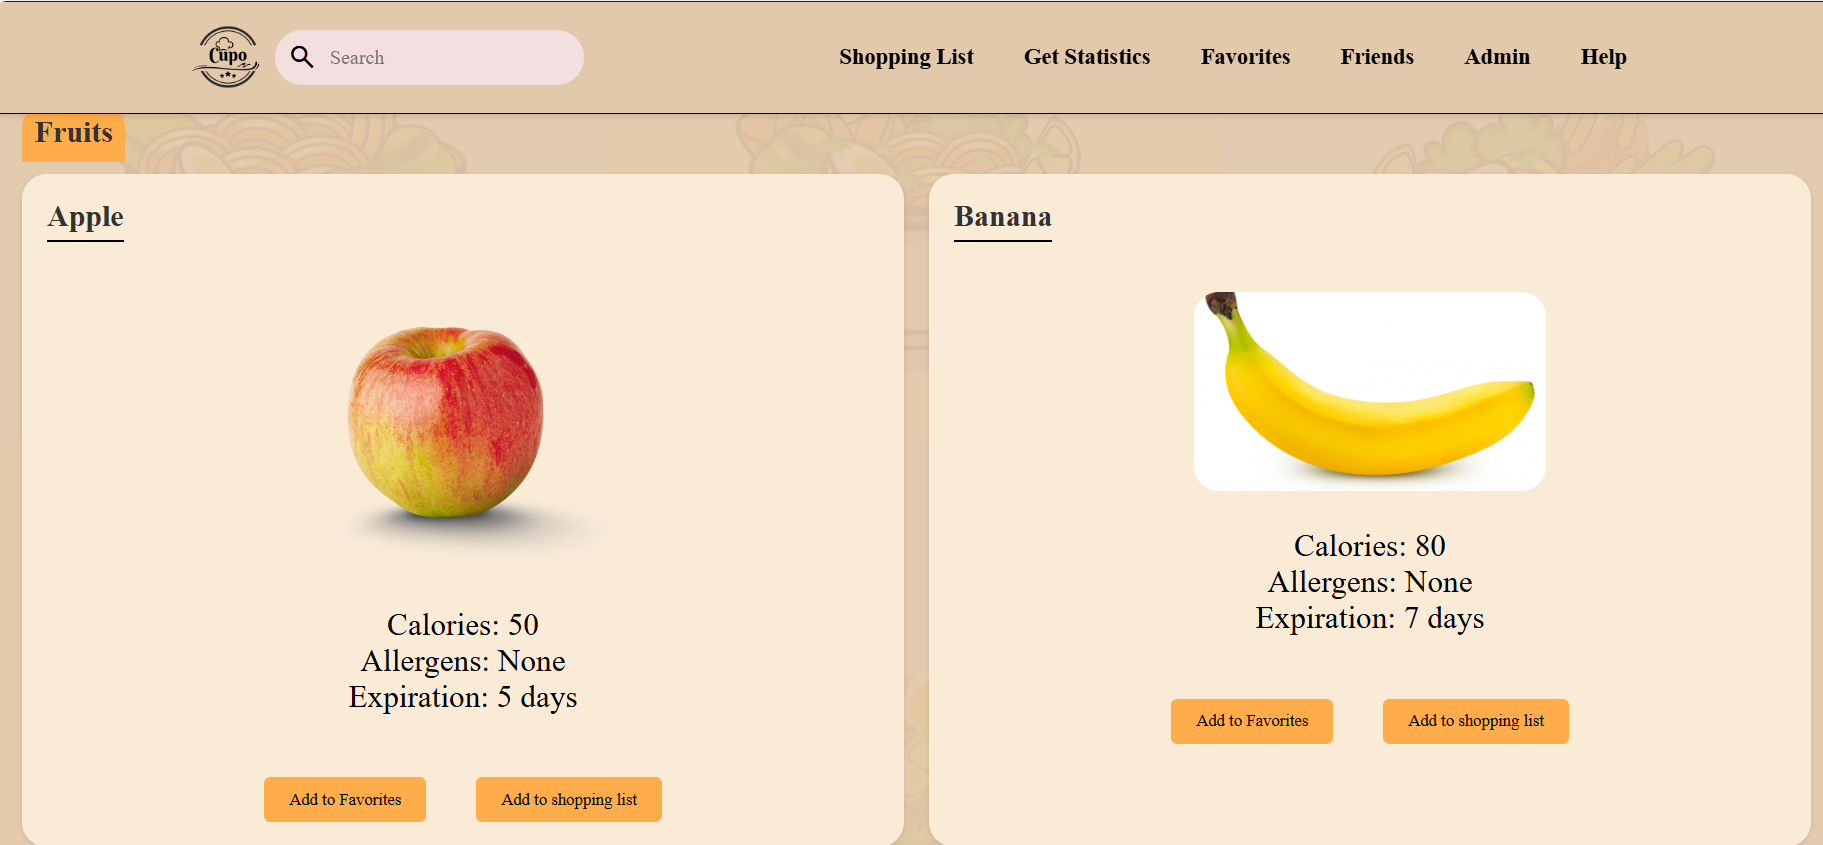 Cupo
Search
Shopping List
Get Statistics
Favorites
Friends
Admin
Help
Fruits
Apple
Calories: 50
Allergens: None
Expiration: 5 days
Add to Favorites
Add to shopping list
Banana
Calories: 80
Allergens: None
Expiration: 7 days
Add to Favorites
Add to shopping list